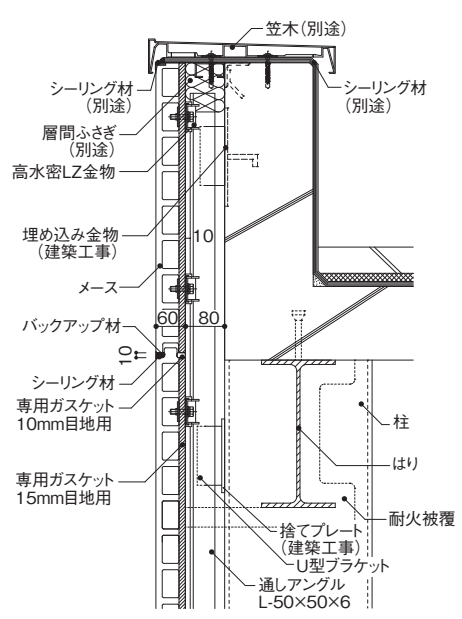 笠木(別途)
シーリング材
(別途)
シーリング材
(別途)
層間ふさぎ
(別途)
高水密LZ金物
埋め込み金物
(建築工事)
10
メース
60
80
バックアップ材
10
シーリング材
専用ガスケット
10mm目地用
柱
はり
専用ガスケット
15mm目地用
耐火被覆
捨てプレート
(建築工事)
U型ブラケット
通しアングル
L-50×50×6